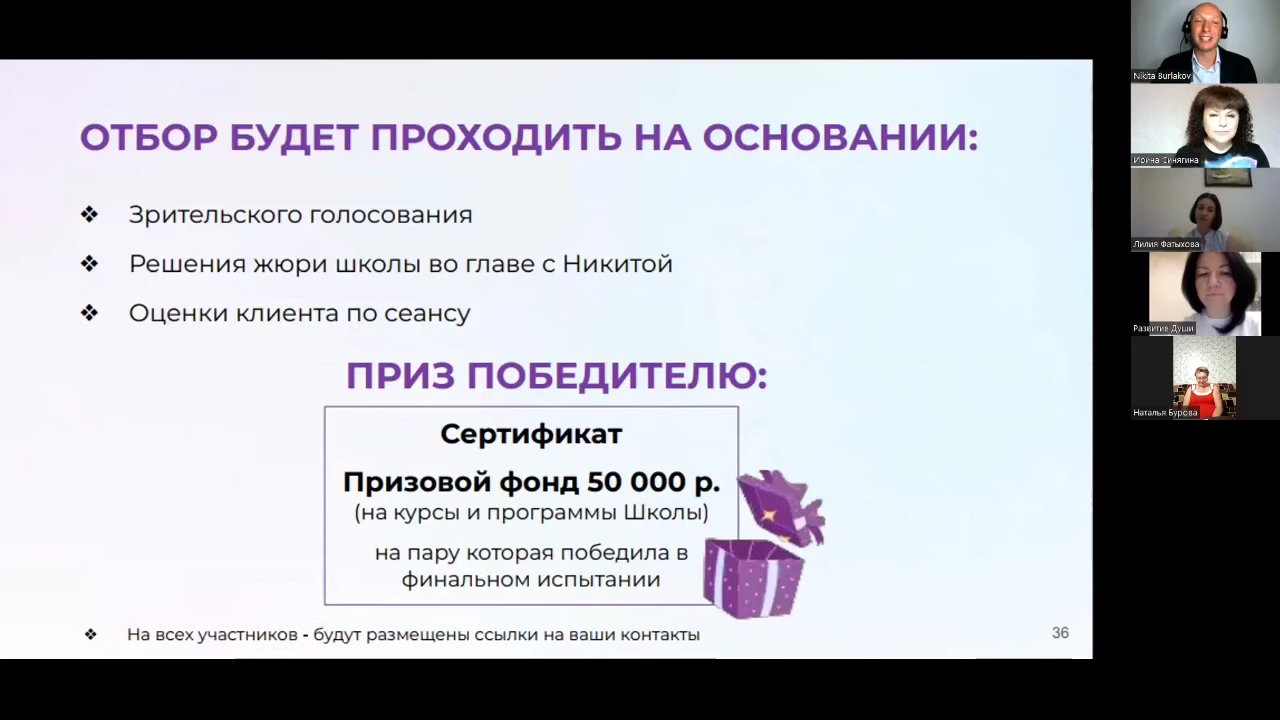 ОТБОР БУДЕТ ПРОХОДИТЬ НА ОСНОВАНИИ:
❖ Зрительского голосования
❖ Решения жюри школы во главе с Никитой
❖ Оценки клиента по сеансу
ПРИЗ ПОБЕДИТЕЛЮ:
Сертификат
Призовой фонд 50 000 р.
(на курсы и программы Школы)
на пару которая победила в
финальном испытании
❖ На всех участников - будут размещены ссылки на ваши контакты
36
Nikita Burlakov
Ирина Синягина
Лилия Фатыхова
Развитие Души
Наталья Бурова